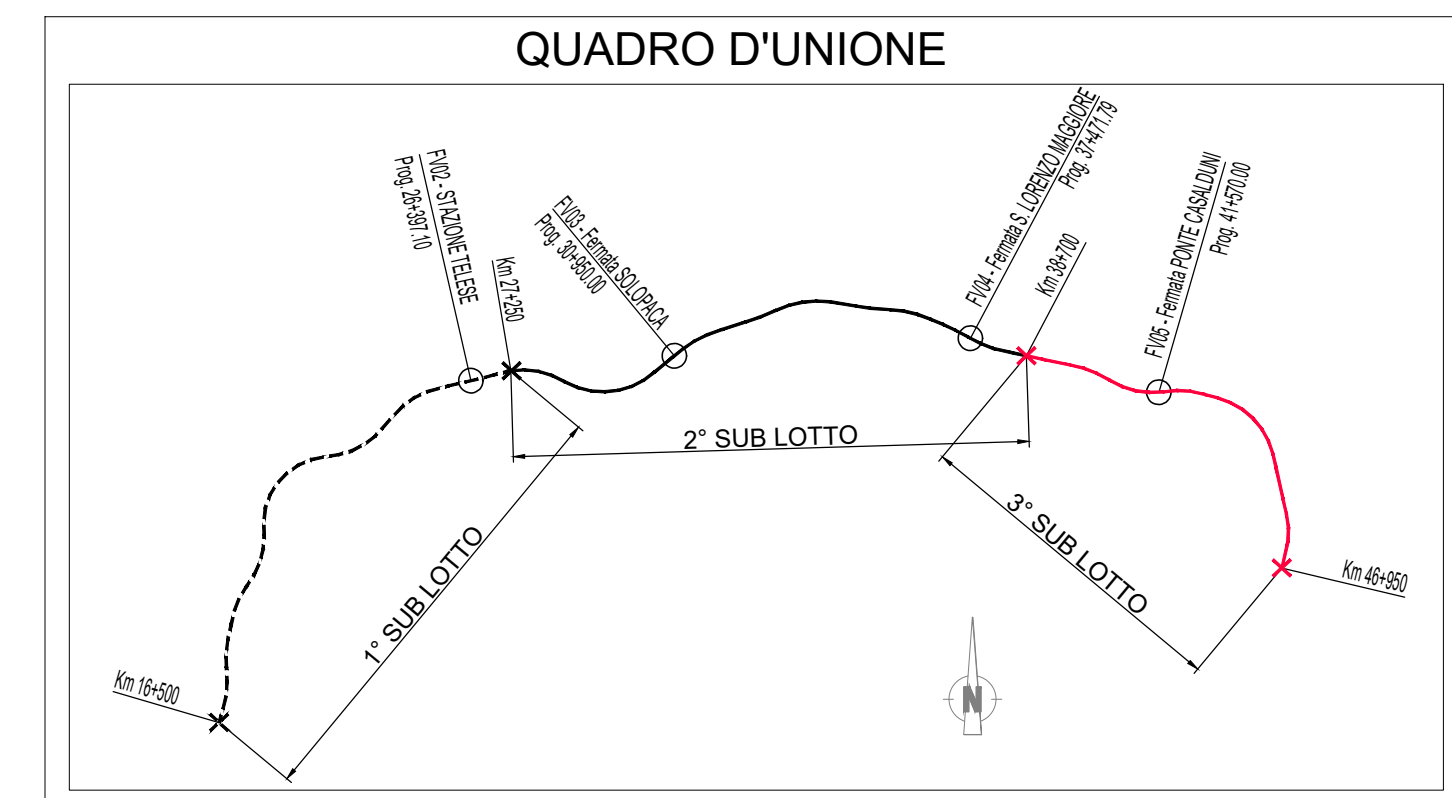 QUADRO D'UNIONE
FV02 - STAZIONE TELESE
Prog. 26+397.10
Km 27+250
FV03 - Fermata SOLOPACA
Prog. 30+950.00
FV04 - Fermata S. LORENZO MAGGIORE
Prog. 37+471.79
Km 38+700
FV05 - Fermata PONTE CASALDUNI
Prog. 41+570.00
2° SUB LOTTO
1° SUB LOTTO
3° SUB LOTTO
Km 46+950
Km 16+500
N